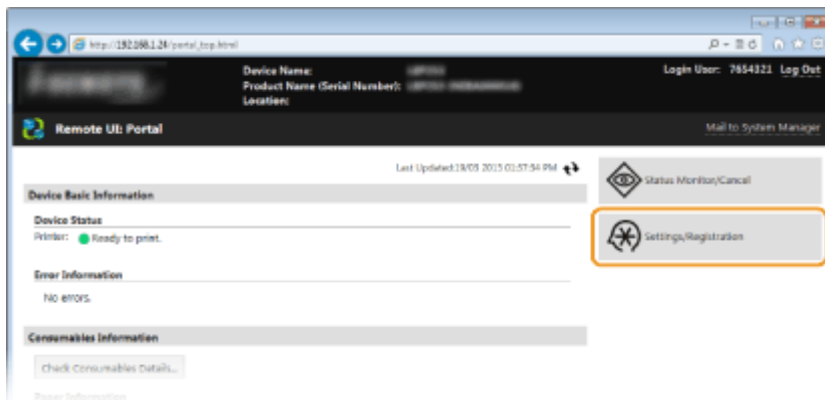 http://192.168.1.24/portal_top.html
Device Name:
Product Name (Serial Number):
Location:
Login User: 7654321 Log Out
Remote UI: Portal
Mail to System Manager
Last Updated:19/03 2015 01:57:54 PM
Device Basic Information
Device Status
Printer: Ready to print.
Error Information
No errors.
Consumables Information
Check Consumables Details...
Paper Information
Status Monitor/Cancel
Settings/Registration